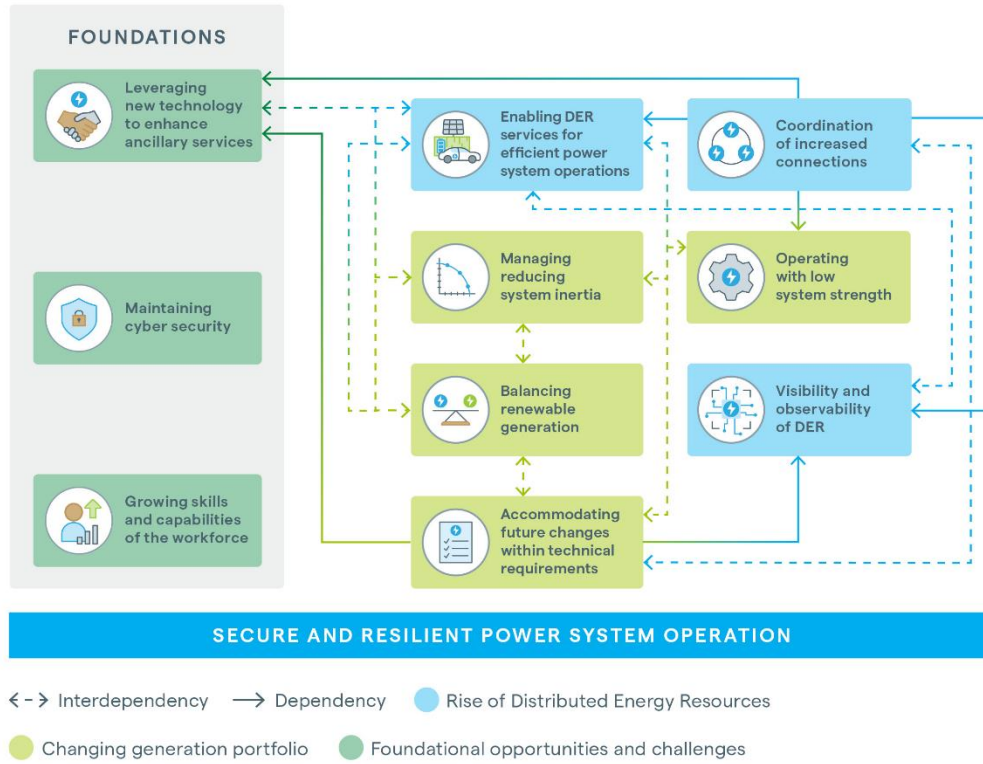 FOUNDATIONS
Leveraging
new technology
to enhance
ancillary services
Enabling DER
services for
efficient power
system operations
Coordination
of increased
connections
Managing
reducing
system inertia
Operating
with low
system strength
Maintaining
cyber security
Balancing
renewable
generation
Visibility and
observability
of DER
Growing skills
and capabilities
of the workforce
Accommodating
future changes
within technical
requirements
SECURE AND RESILIENT POWER SYSTEM OPERATION
Interdependency
Dependency
Rise of Distributed Energy Resources
Changing generation portfolio
Foundational opportunities and challenges